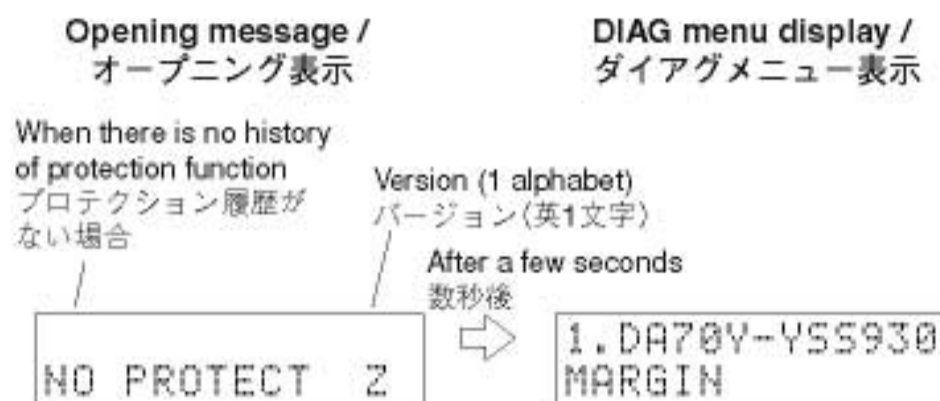 Opening message /
オープニング表示
DIAG menu display /
ダイアグメニュー表示
When there is no history
of protection function
プロテクション履歴が
ない場合
Version (1 alphabet)
バージョン(英1文字)
After a few seconds
数秒後
NO PROTECT Z
1.DA70Y-YSS930
MARGIN